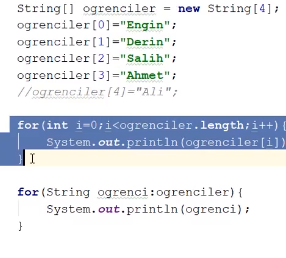 String[] ogrenciler = new String[4];
ogrenciler[0]="Engin";
ogrenciler[1]="Derin";
ogrenciler[2]="Salih";
ogrenciler[3]="Ahmet";
//ogrenciler[4]="Ali";
for(int i=0;i<ogrenciler.length;i++){
System.out.println(ogrenciler[i])
}
for(String ogrenci:ogrenciler){
System.out.println(ogrenci);
}